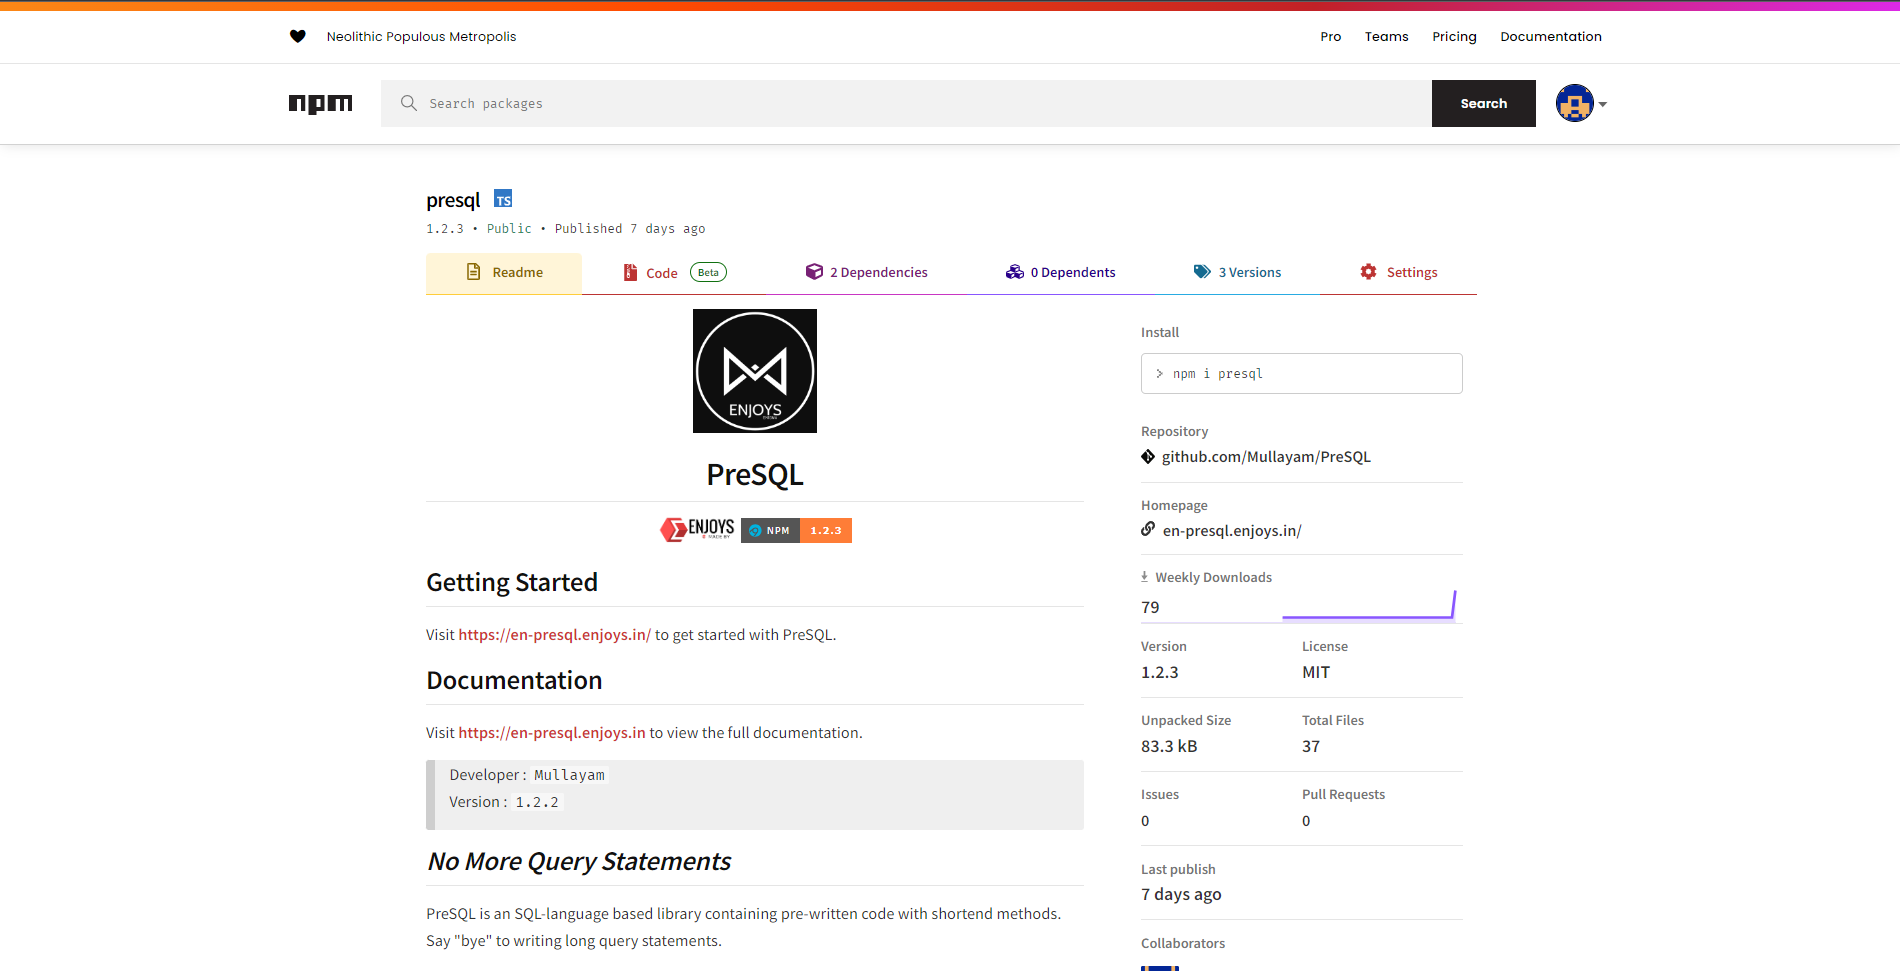 Neolithic Populous Metropolis
Pro Teams Pricing Documentation
npm
Search packages
Search
presql TS
1.2.3 • Public • Published 7 days ago
Readme
Code Beta
2 Dependencies
0 Dependents
3 Versions
Settings
ENJOYS
PreSQL
ENJOYS
MADE BY
NPM 1.2.3
Getting Started
Visit https://en-presql.enjoys.in/ to get started with PreSQL.
Documentation
Visit https://en-presql.enjoys.in to view the full documentation.
Developer : Mullayam
Version : 1.2.2
No More Query Statements
PreSQL is an SQL-language based library containing pre-written code with shortend methods.
Say "bye" to writing long query statements.
Install
> npm i presql
Repository
github.com/Mullayam/PreSQL
Homepage
en-presql.enjoys.in/
Weekly Downloads
79
Version License
1.2.3 MIT
Unpacked Size Total Files
83.3 kB 37
Issues Pull Requests
0 0
Last publish
7 days ago
Collaborators